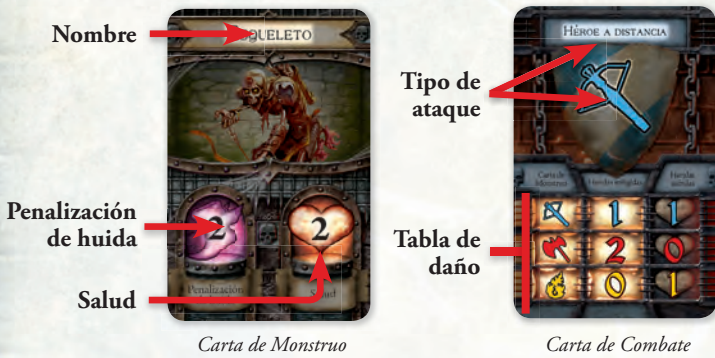 Nombre
ESQUELETO
Penalización
de huida
2
2
Penalización
Salud
Salud
Carta de Monstruo
HÉROE A DISTANCIA
Tipo de
ataque
Carta de
Monstruo
Heridas infligidas
Heridas
sufridas
Tabla de
daño
1 1
2 0
0 1
Carta de Combate